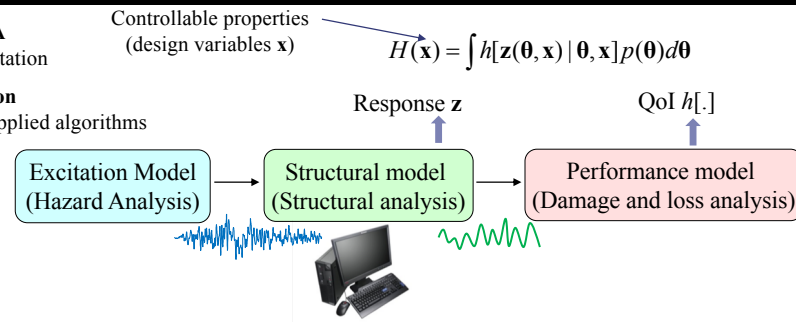 Controllable properties
(design variables x)
H(x) = ∫ h[z(θ, x) | θ, x] p(θ)dθ
A
tation
on
pplied algorithms
Response z
QoI h[.]
Excitation Model
(Hazard Analysis)
Structural model
(Structural analysis)
Performance model
(Damage and loss analysis)